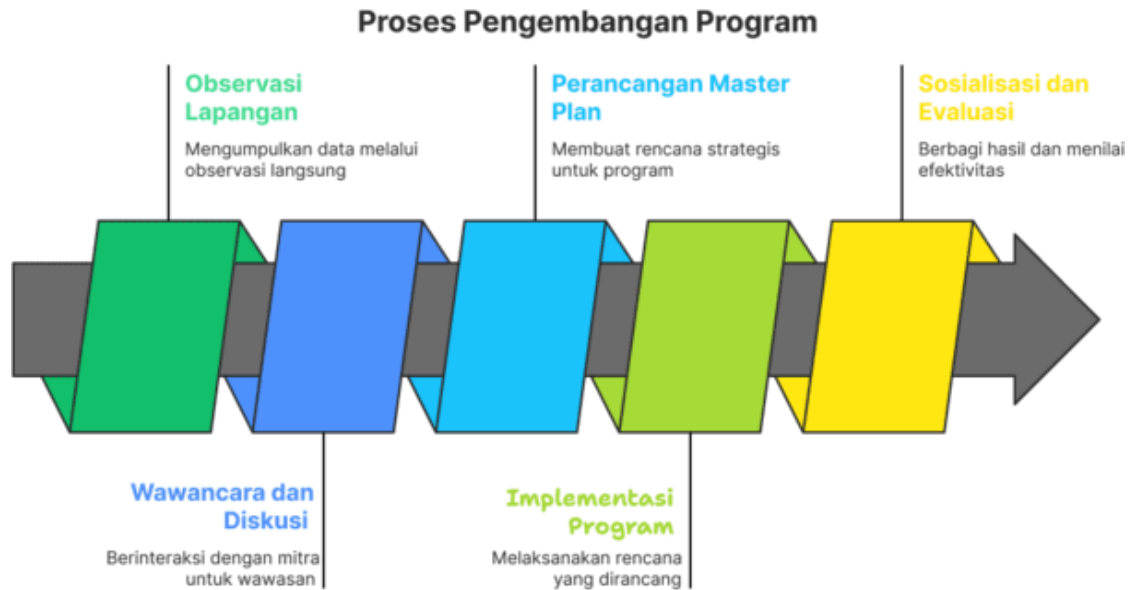 Proses Pengembangan Program
Observasi
Lapangan
Mengumpulkan data melalui
observasi langsung
Wawancara dan
Diskusi
Berinteraksi dengan mitra
untuk wawasan
Perancangan Master
Plan
Membuat rencana strategis
untuk program
Implementasi
Program
Melaksanakan rencana
yang dirancang
Sosialisasi dan
Evaluasi
Berbagi hasil dan menilai
efektivitas